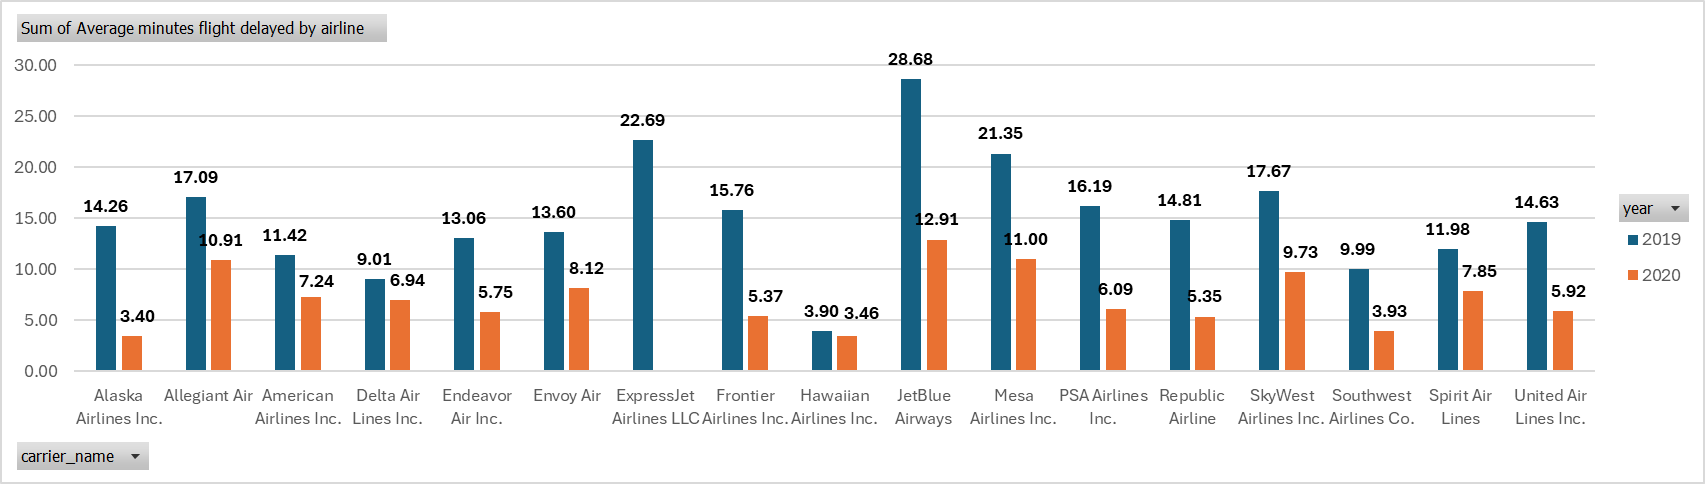 Sum of Average minutes flight delayed by airline
30.00
25.00
20.00
15.00
10.00
5.00
0.00
14.26
3.40
17.09
10.91
11.42
7.24
9.01
6.94
13.06
5.75
13.60
8.12
22.69
15.76
5.37
3.90
3.46
28.68
12.91
21.35
11.00
16.19
6.09
14.81
5.35
17.67
9.73
9.99
3.93
11.98
7.85
14.63
5.92
Alaska
Airlines Inc.
Allegiant Air
American
Airlines Inc.
Delta Air
Lines Inc.
Endeavor
Air Inc.
Envoy Air
ExpressJet
Airlines LLC
Frontier
Airlines Inc.
Hawaiian
Airlines Inc.
JetBlue
Airways
Mesa
Airlines Inc.
PSA Airlines
Inc.
Republic
Airline
SkyWest
Airlines Inc.
Southwest
Airlines Co.
Spirit Air
Lines
United Air
Lines Inc.
year
2019
2020
carrier_name